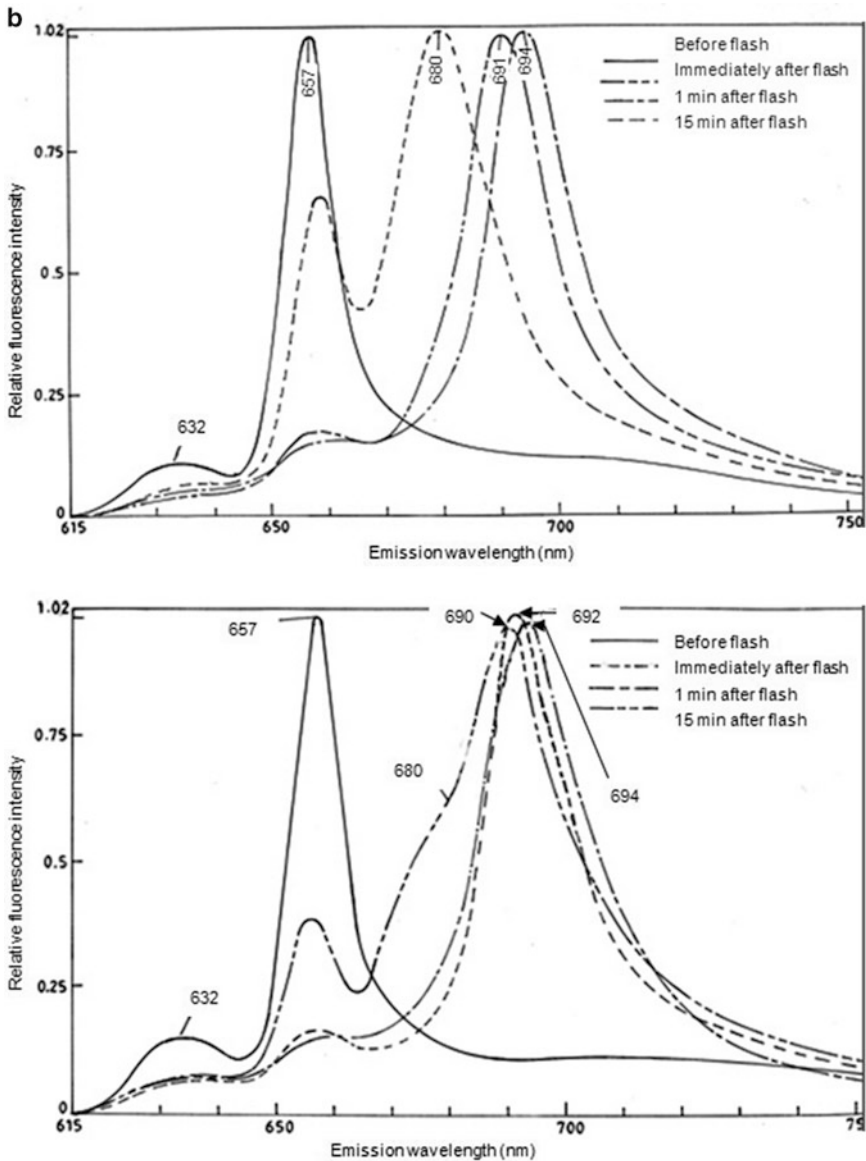 b
1.02
0.75
0.5
0.25
0
Relative fluorescence intensity
632
657
680
691
694
Before flash
Immediately after flash
1 min after flash
15 min after flash
615
650
700
750
Emission wavelength (nm)
1.02
0.75
0.5
0.25
0
Relative fluorescence intensity
632
657
680
690
692
694
Before flash
Immediately after flash
1 min after flash
15 min after flash
615
650
700
Emission wavelength (nm)